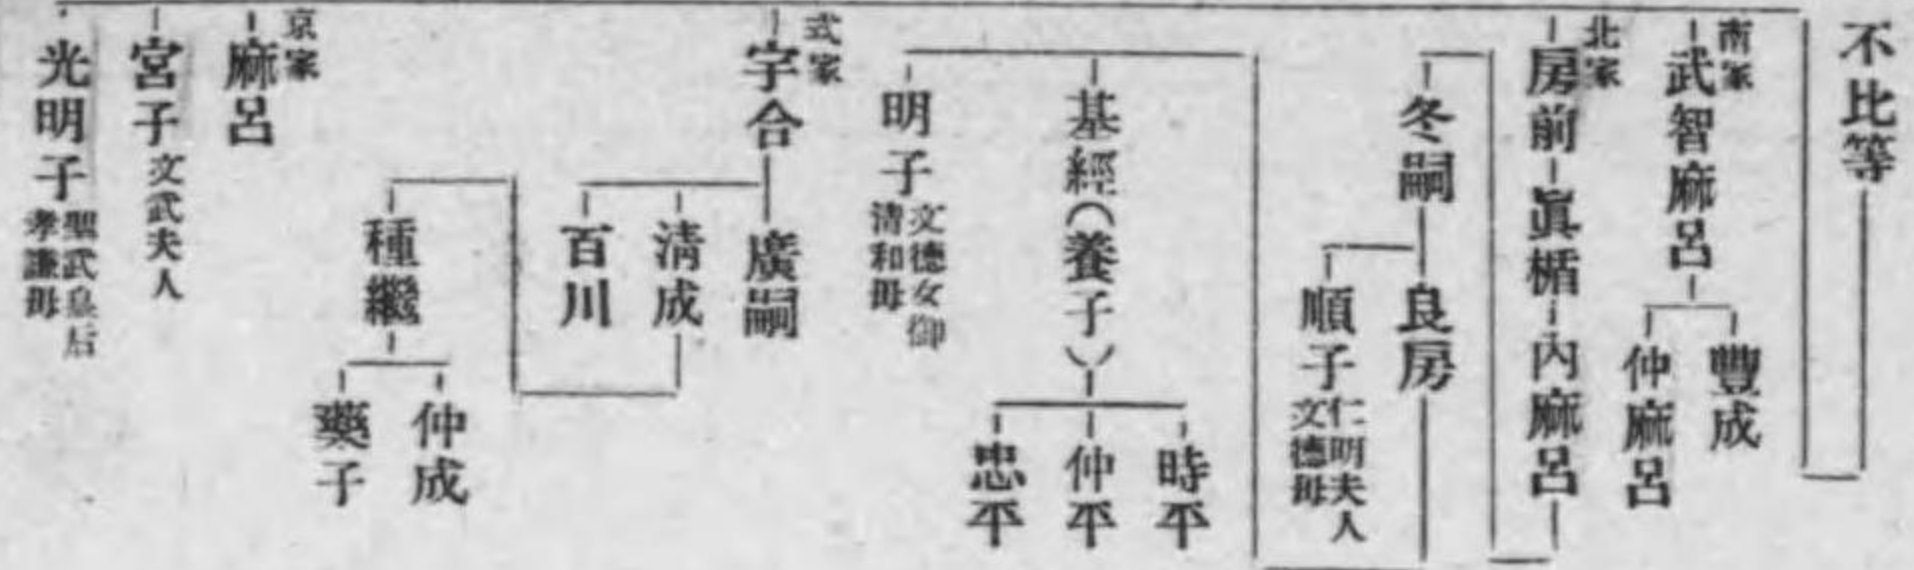 不比等
南家
武智麻呂
豐成
仲麻呂
北家
房前
眞楯
內麻呂
冬嗣
良房
順子
仁明夫人
文德母
基經(養子)
時平
仲平
忠平
明子
文德女御
清和母
式家
宇合
廣嗣
淸成
百川
種繼
仲成
藥子
京家
麻呂
宮子
文武夫人
光明子
聖武皇后
孝謙母